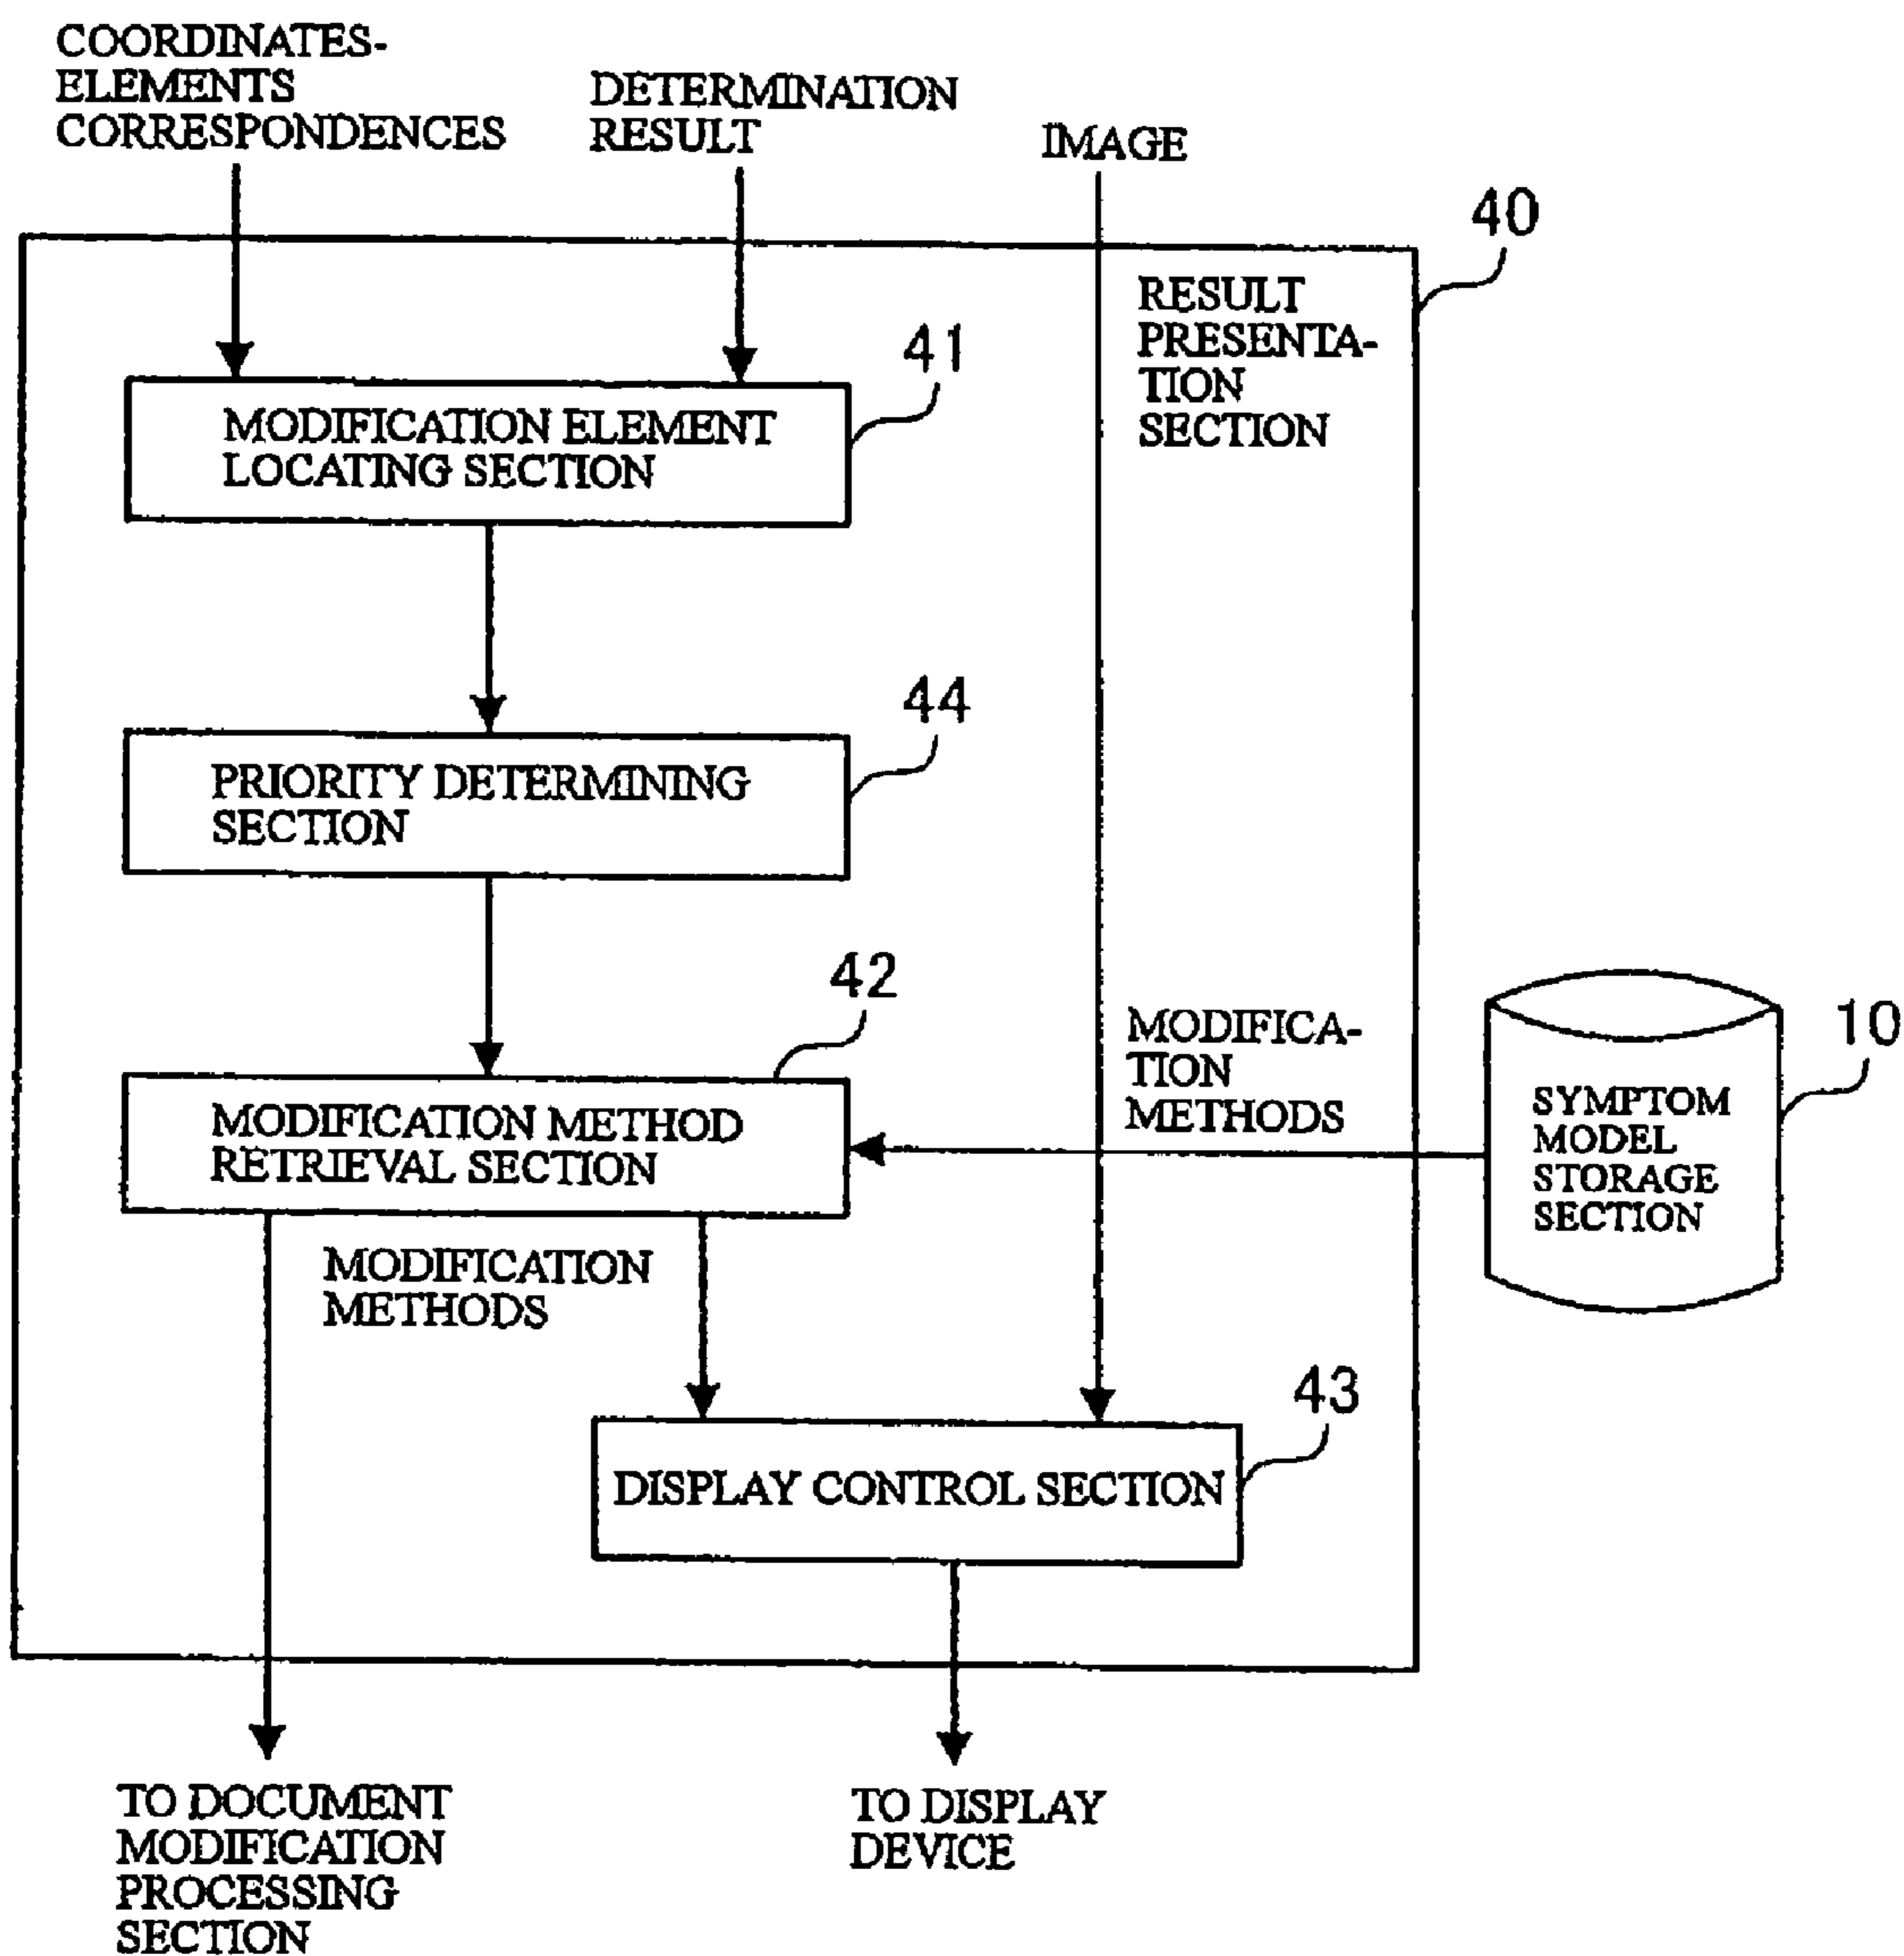 COORDINATES-
ELEMENTS
CORRESPONDENCES
DETERMINATION
RESULT
IMAGE
40
RESULT
PRESENTA-
TION
SECTION
41
MODIFICATION ELEMENT
LOCATING SECTION
44
PRIORITY DETERMINING
SECTION
42
MODIFICATION METHOD
RETRIEVAL SECTION
MODIFICA-
TION
METHODS
10
SYMPTOM
MODEL
STORAGE
SECTION
MODIFICATION
METHODS
43
DISPLAY CONTROL SECTION
TO DOCUMENT
MODIFICATION
PROCESSING
SECTION
TO DISPLAY
DEVICE